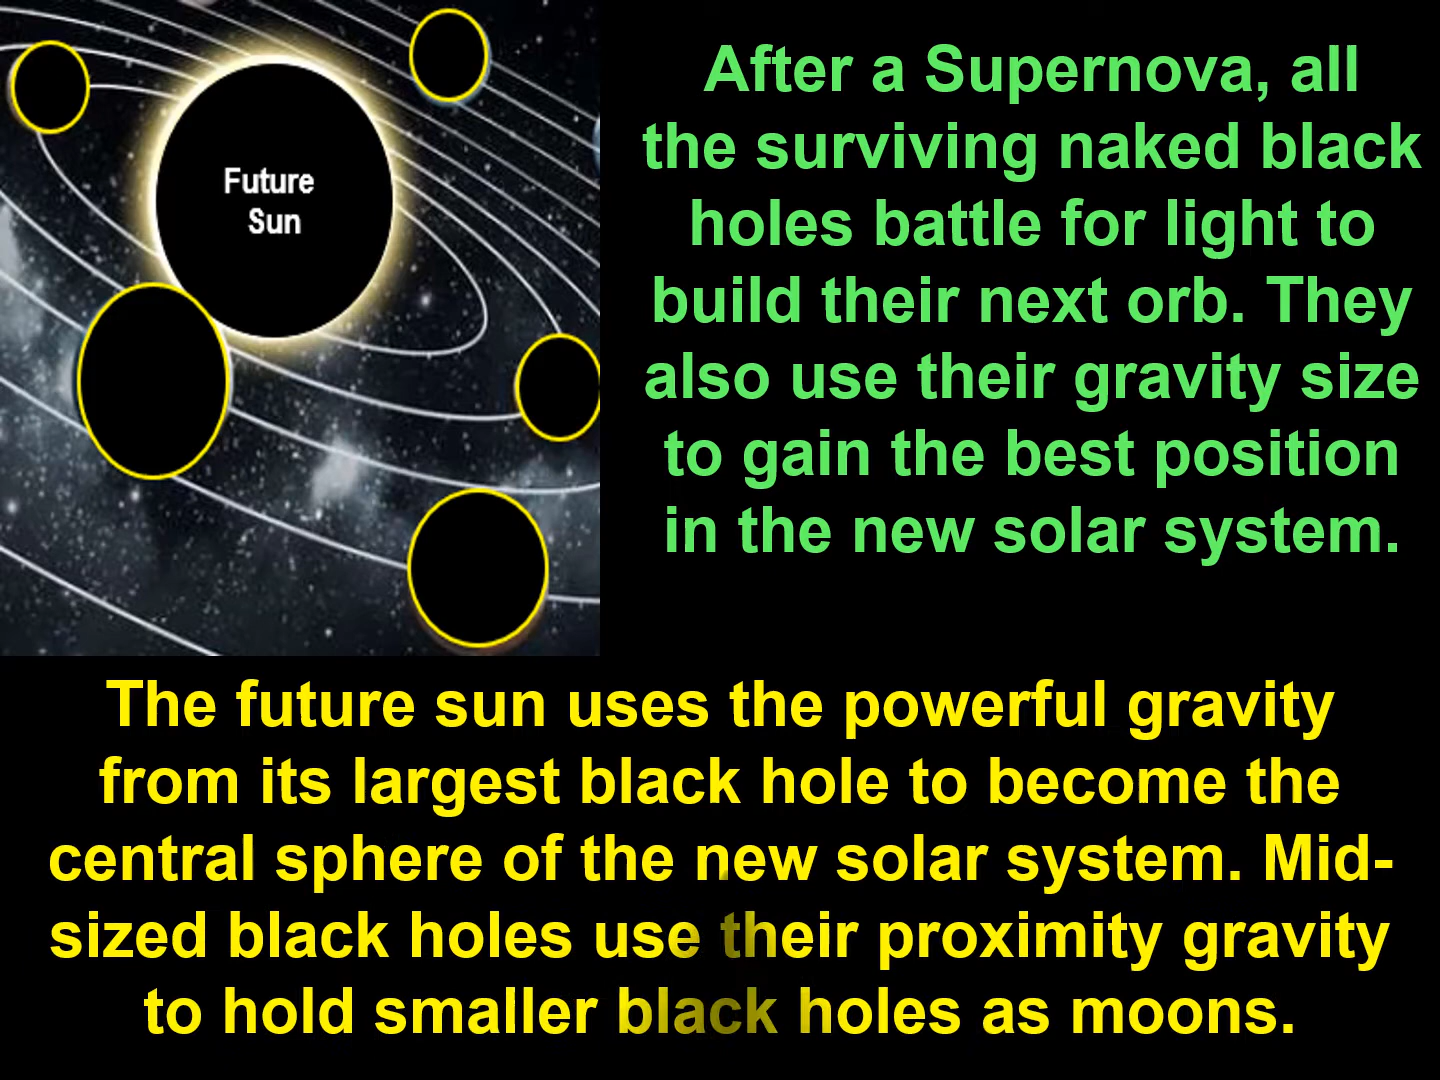 Future
Sun
After a Supernova, all
the surviving naked black
holes battle for light to
build their next orb. They
also use their gravity size
to gain the best position
in the new solar system.
The future sun uses the powerful gravity
from its largest black hole to become the
central sphere of the new solar system. Mid-
sized black holes use their proximity gravity
to hold smaller black holes as moons.